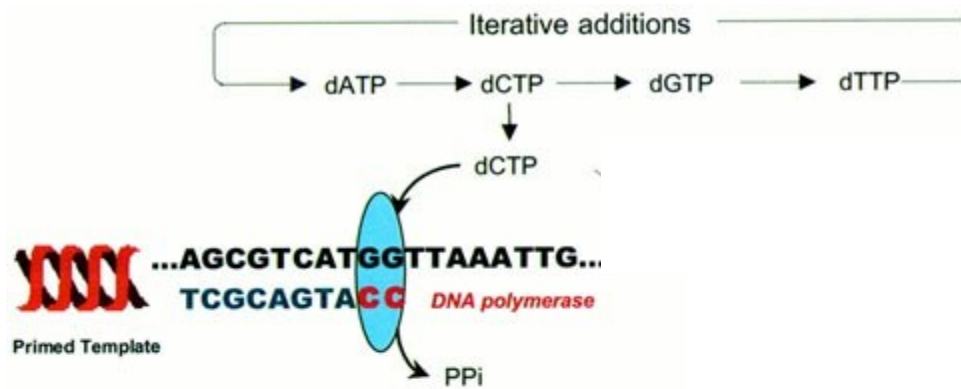 Iterative additions
dATP dCTP dGTP dTTP
dCTP
...AGCGTCATGGTTAAATTG...
TCGCAGTACC DNA polymerase
Primed Template
PPi